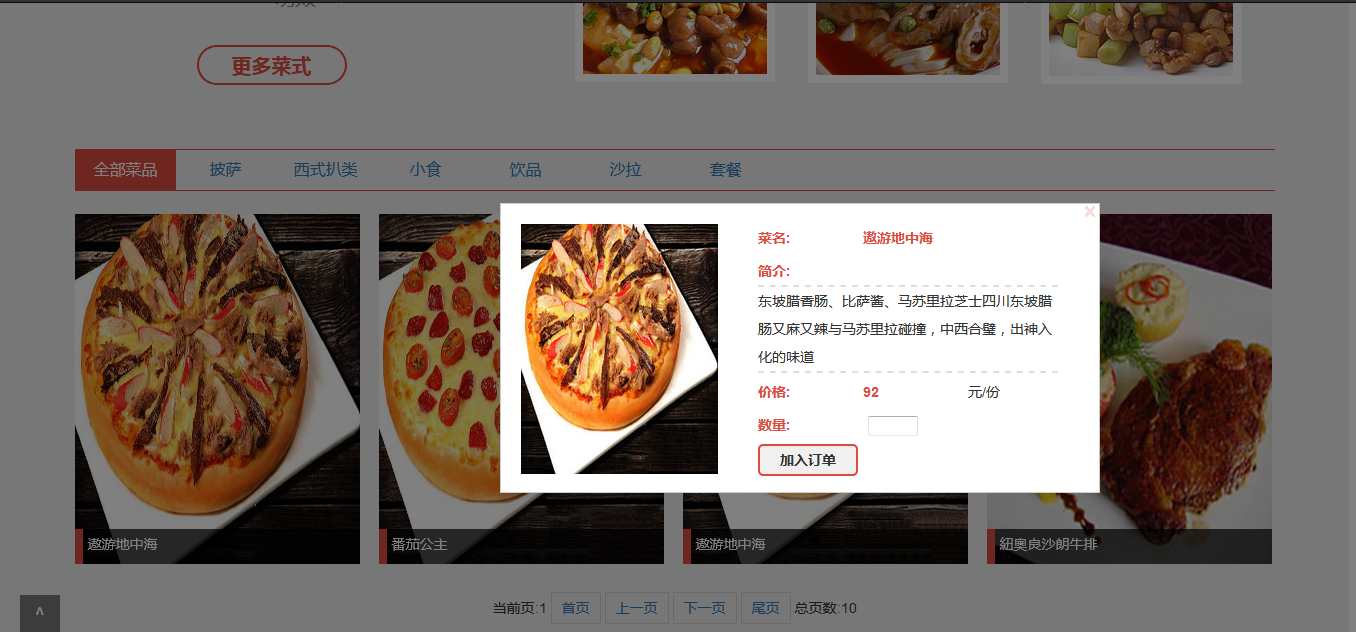 更多菜式
全部菜品 披萨 西式扒类 小食 饮品 沙拉 套餐
×
菜名: 遨游地中海
简介:
东坡腊香肠、比萨酱、马苏里拉芝士四川东坡腊
肠又麻又辣与马苏里拉碰撞，中西合璧，出神入
化的味道
价格: 92 元/份
数量:
加入订单
遨游地中海 番茄公主 遨游地中海 紐奧良沙朗牛排
当前页:1 首页 上一页 下一页 尾页 总页数:10
^